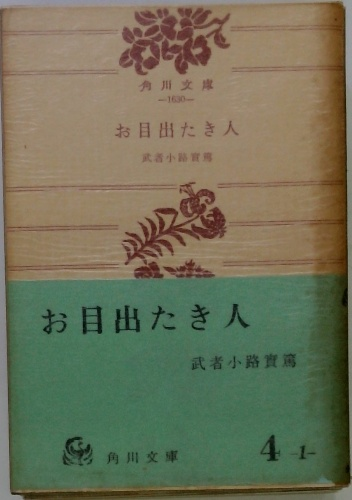 角川文庫
—1630—
お目出たき人
武者小路實篤
お目出たき人
武者小路實篤
角川文庫
4 -1-